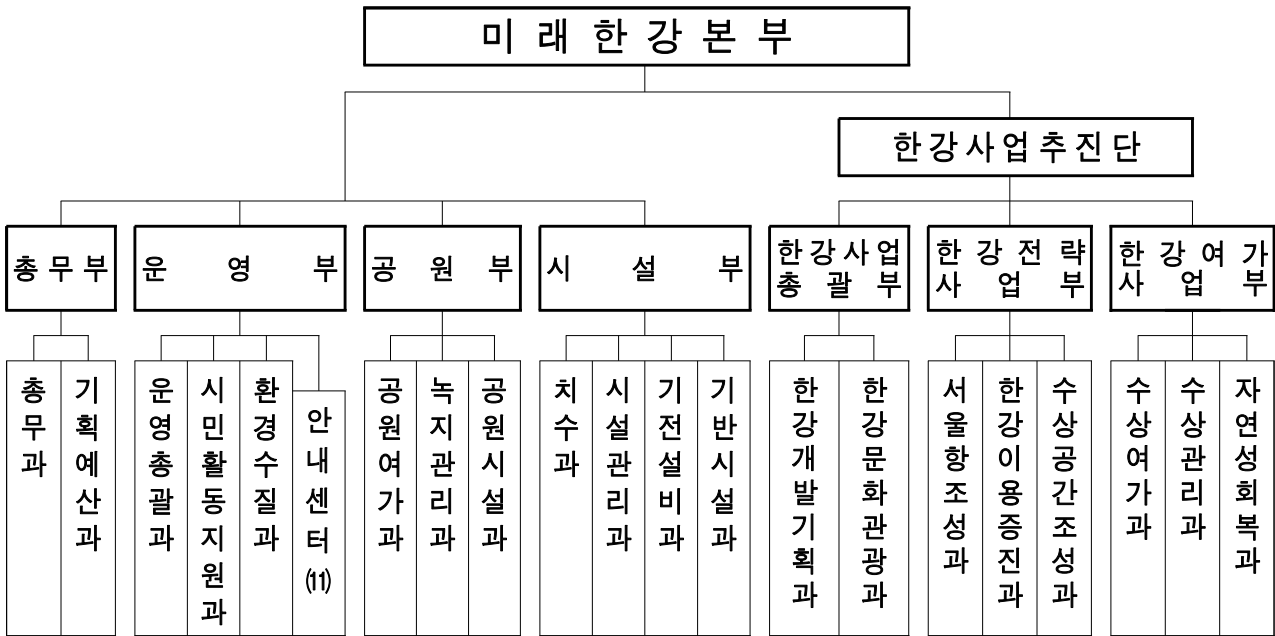 미래한강본부
한강사업추진단
총무부
운영부
공원부
시설부
한강사업
총괄부
한강전략
사업부
한강여가
사업부
총무과
기획예산과
운영총괄과
시민활동지원과
환경수질과
안내센터(11)
공원여가과
녹지관리과
공원시설과
치수과
시설관리과
기전설비과
기반시설과
한강개발기획과
한강문화관광과
서울항조성과
한강이용증진과
수상공간조성과
수상여가과
수상관리과
자연성회복과